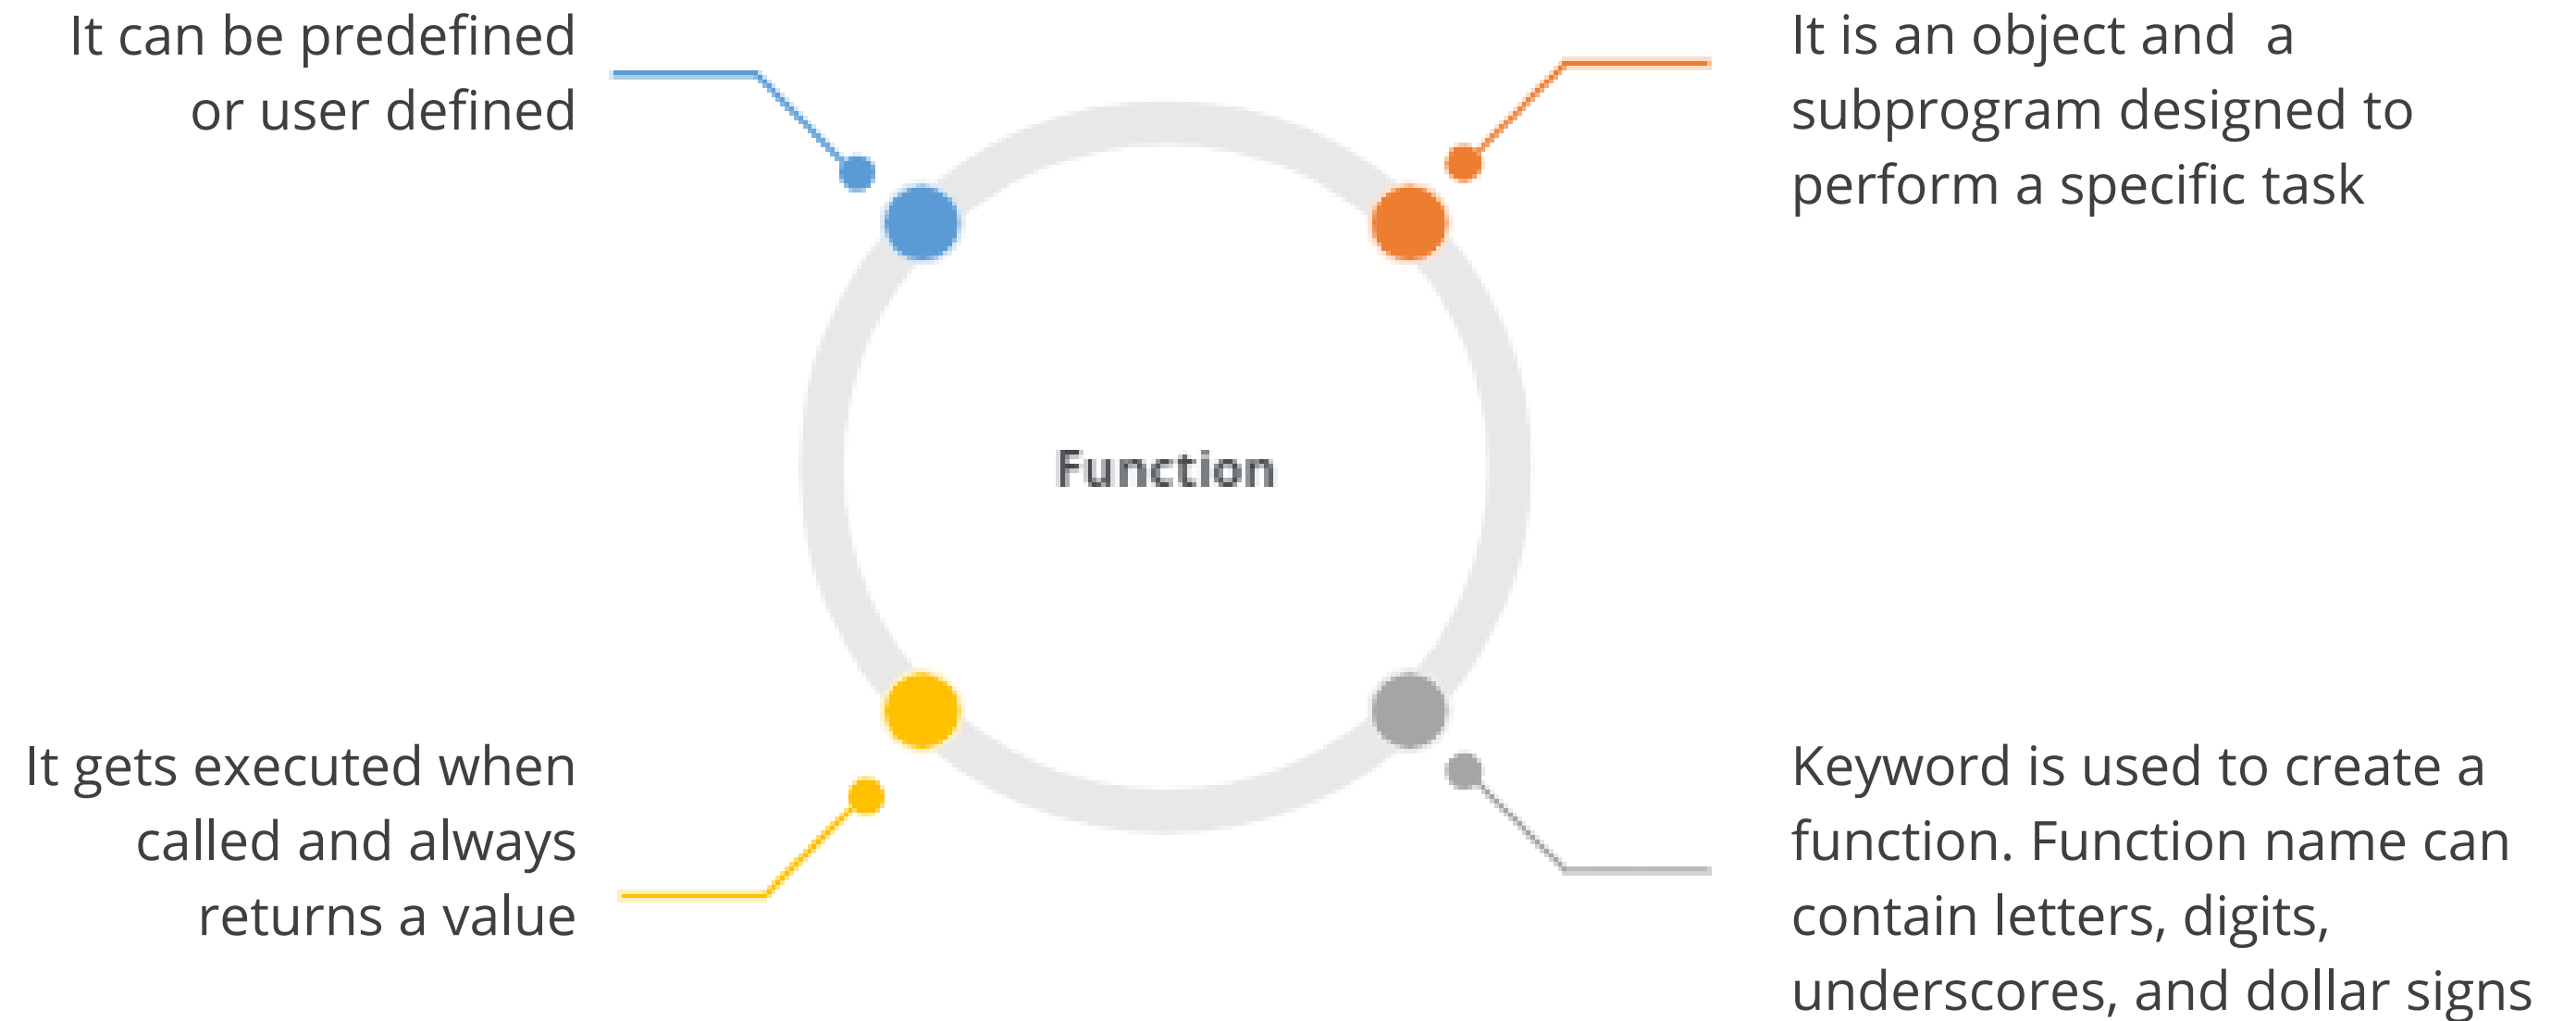 It can be predefined
or user defined
It is an object and  a
subprogram designed to
perform a specific task
Function
It gets executed when
called and always
returns a value
Keyword is used to create a
function. Function name can
contain letters, digits,
underscores, and dollar signs